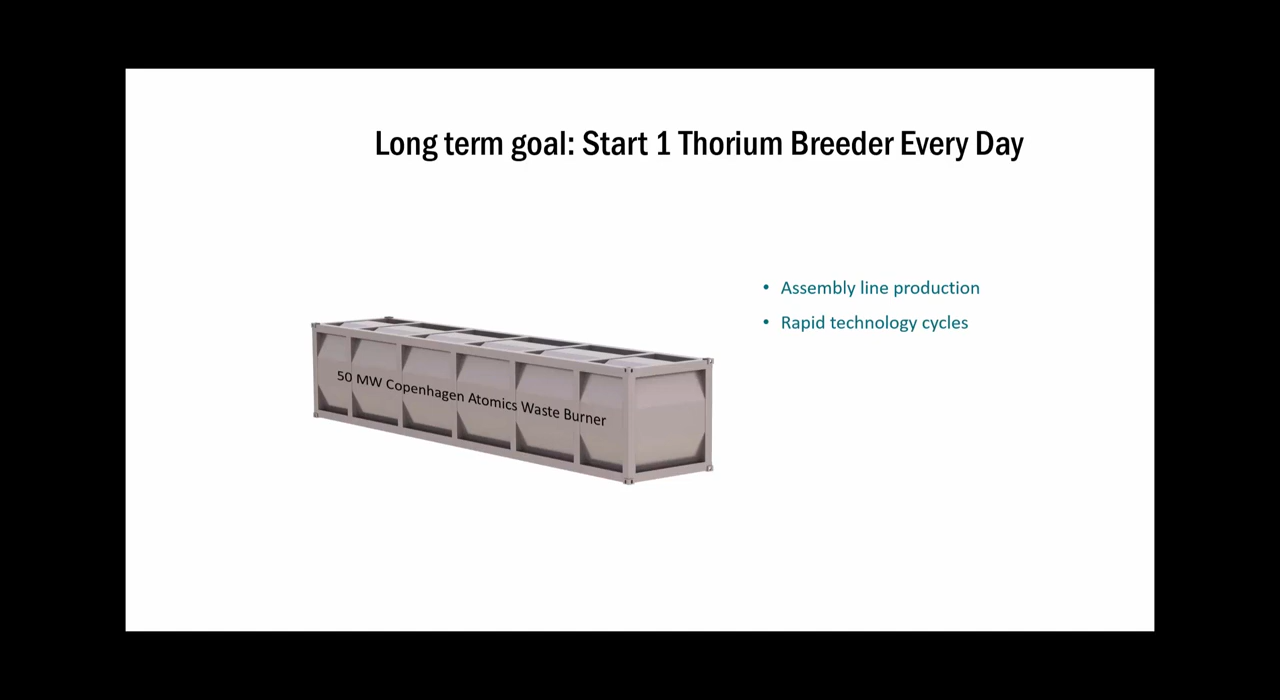 Long term goal: Start 1 Thorium Breeder Every Day
• Assembly line production
• Rapid technology cycles
50 MW Copenhagen Atomics Waste Burner